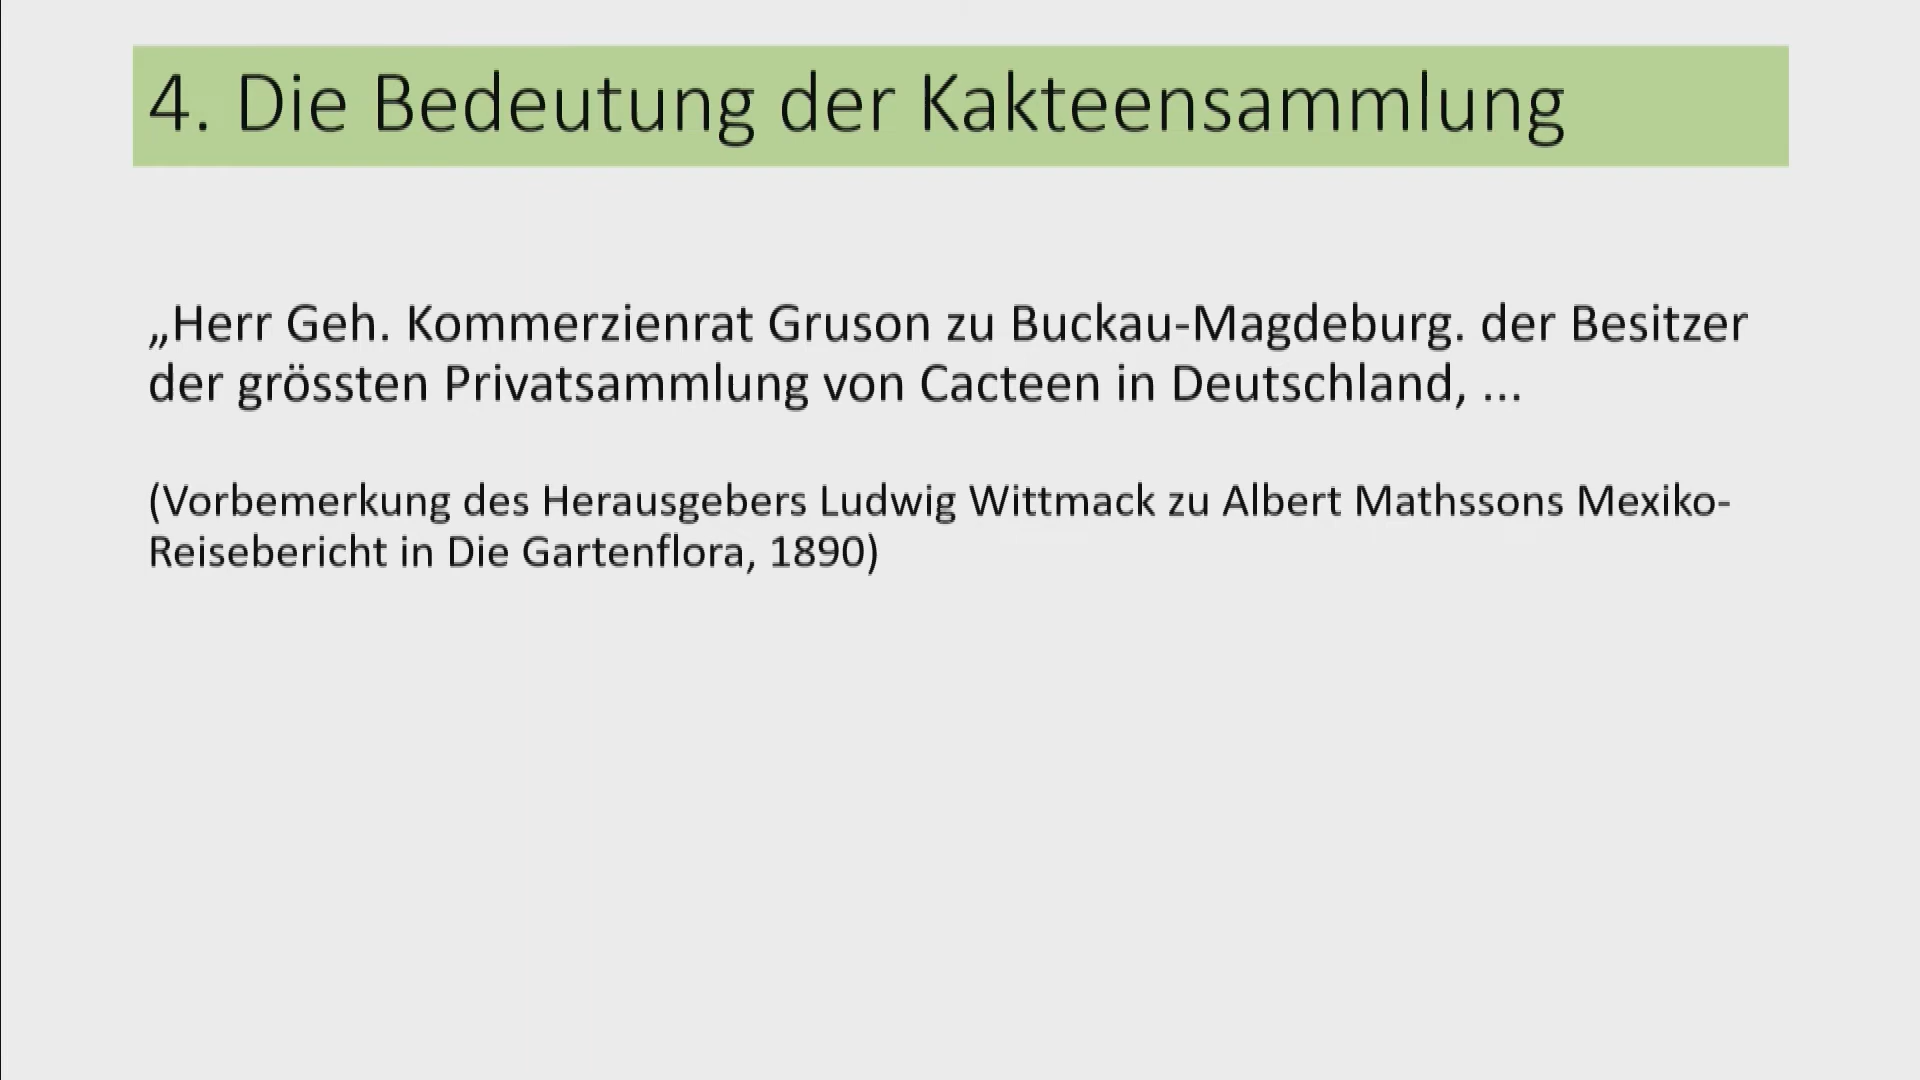 4. Die Bedeutung der Kakteensammlung
„Herr Geh. Kommerzienrat Gruson zu Buckau-Magdeburg. der Besitzer
der grössten Privatsammlung von Cacteen in Deutschland, ...
(Vorbemerkung des Herausgebers Ludwig Wittmack zu Albert Mathssons Mexiko-
Reisebericht in Die Gartenflora, 1890)